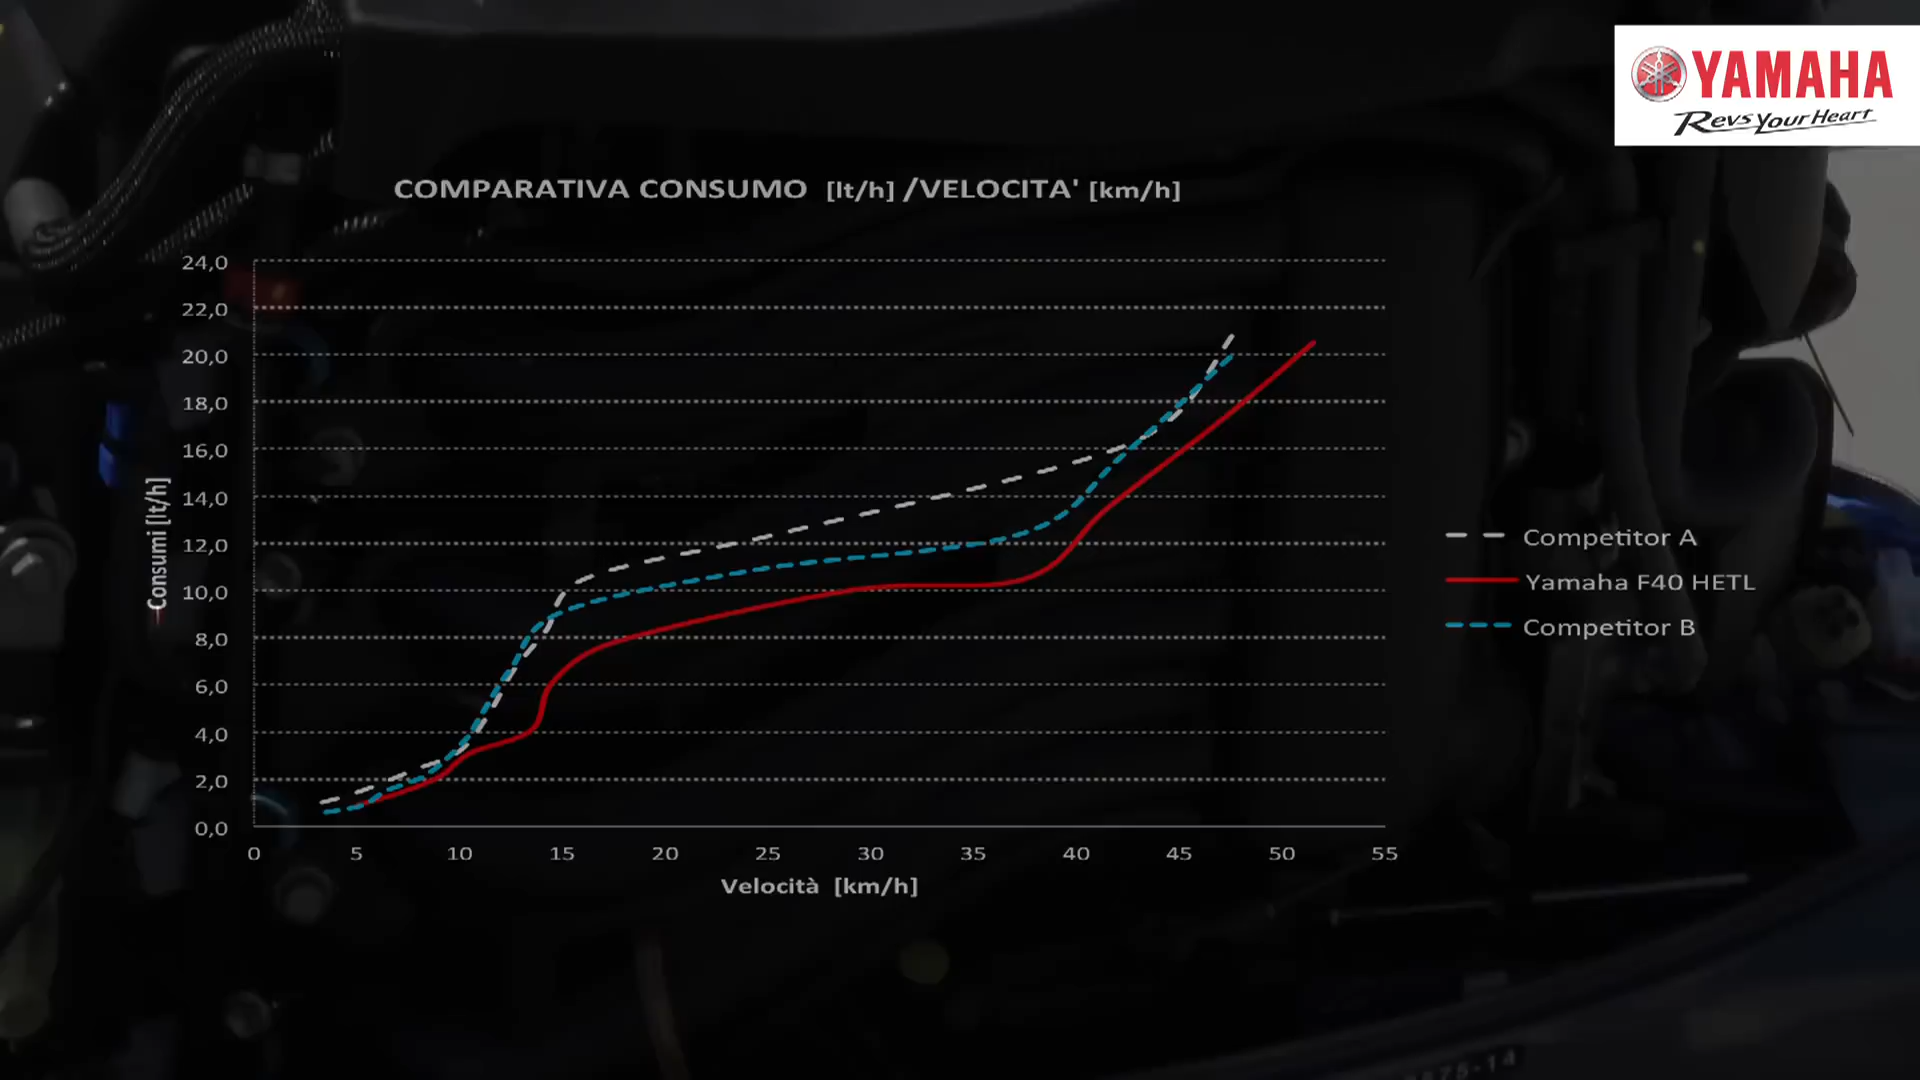 YAMAHA
Revs Your Heart
COMPARATIVA CONSUMO [lt/h] /VELOCITA' [km/h]
24,0
22,0
20,0
18,0
16,0
14,0
12,0
10,0
8,0
6,0
4,0
2,0
0,0
Consumi [lt/h]
0 5 10 15 20 25 30 35 40 45 50 55
Velocità [km/h]
Competitor A
Yamaha F40 HETL
Competitor B